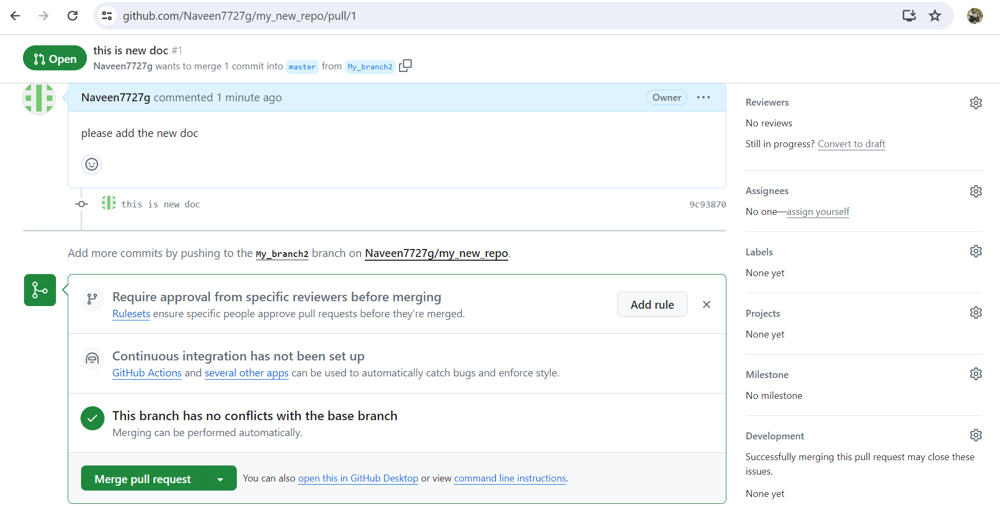 github.com/Naveen7727g/my_new_repo/pull/1
Open
this is new doc #1
Naveen7727g wants to merge 1 commit into master from My_branch2
Naveen7727g commented 1 minute ago
Owner
please add the new doc
this is new doc
9c93870
Add more commits by pushing to the My_branch2 branch on Naveen7727g/my_new_repo.
Require approval from specific reviewers before merging
Rulesets ensure specific people approve pull requests before they're merged.
Add rule
Continuous integration has not been set up
GitHub Actions and several other apps can be used to automatically catch bugs and enforce style.
This branch has no conflicts with the base branch
Merging can be performed automatically.
Merge pull request
You can also open this in GitHub Desktop or view command line instructions.
Reviewers
No reviews
Still in progress? Convert to draft
Assignees
No one—assign yourself
Labels
None yet
Projects
None yet
Milestone
No milestone
Development
Successfully merging this pull request may close these
issues.
None yet